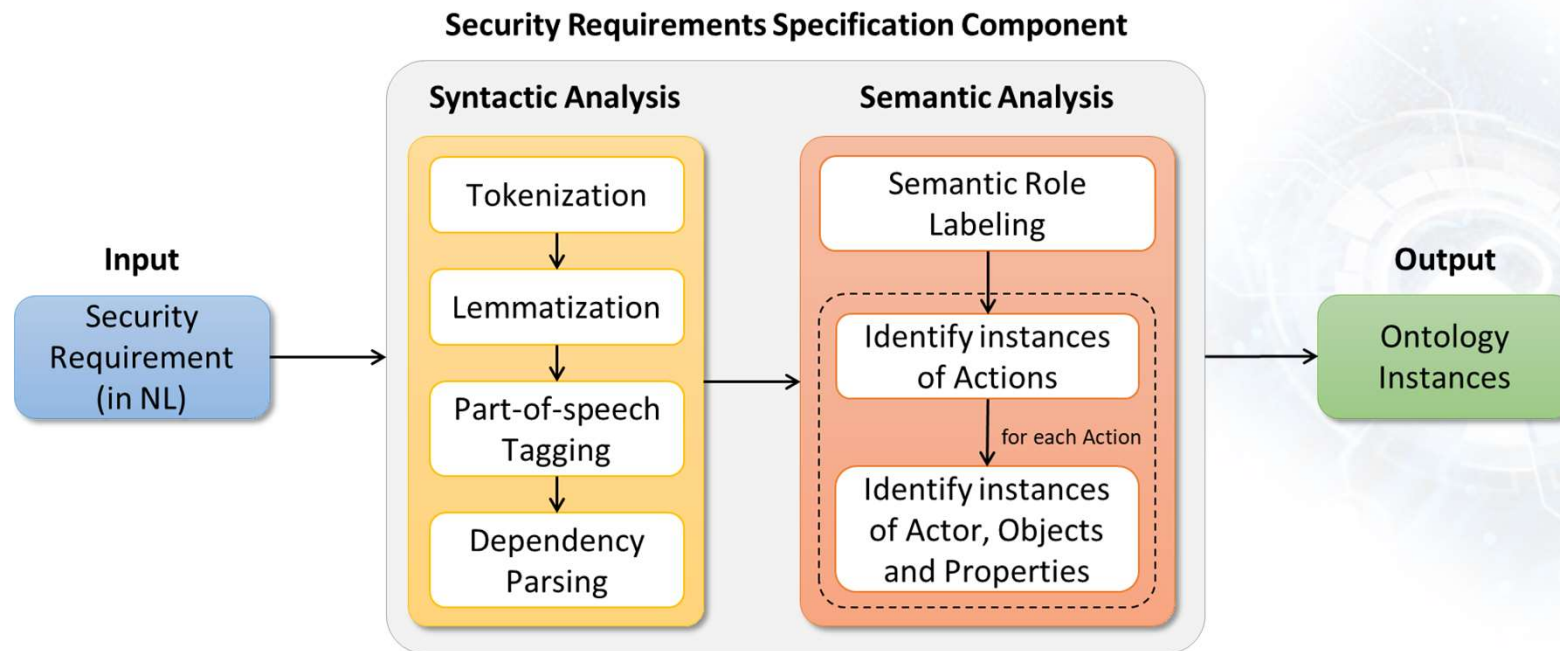 Security Requirements Specification Component
Syntactic Analysis
Semantic Analysis
Input
Security
Requirement
(in NL)
Tokenization
Lemmatization
Part-of-speech
Tagging
Dependency
Parsing
Semantic Role
Labeling
Identify instances
of Actions
for each Action
Identify instances
of Actor, Objects
and Properties
Output
Ontology
Instances